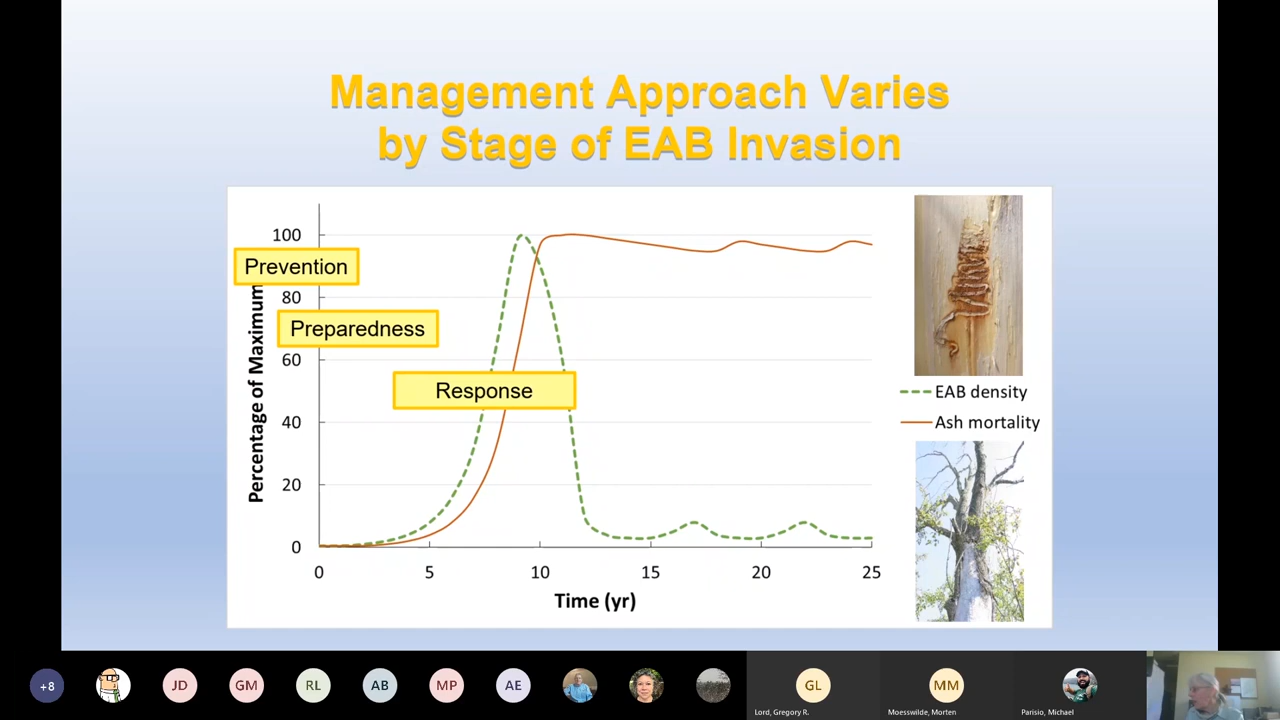 Management Approach Varies
by Stage of EAB Invasion
Percentage of Maximum
100
80
60
40
20
0
Prevention
Preparedness
Response
0 5 10 15 20 25
Time (yr)
EAB density
Ash mortality
+8 JD GM RL AB MP AE GL MM
Lord, Gregory R. Moesswilde, Morten Parisio, Michael